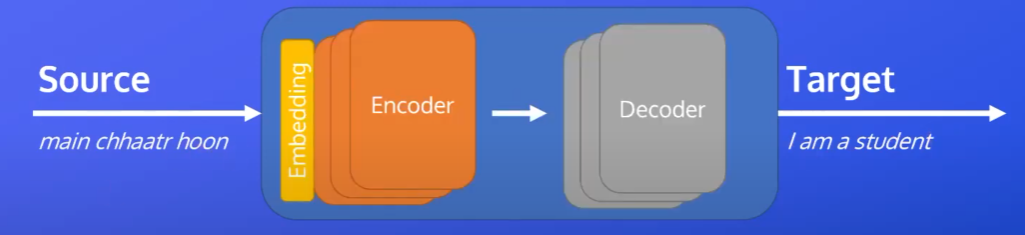 Source
main chhaatr hoon
Embedding
Encoder
Decoder
Target
I am a student